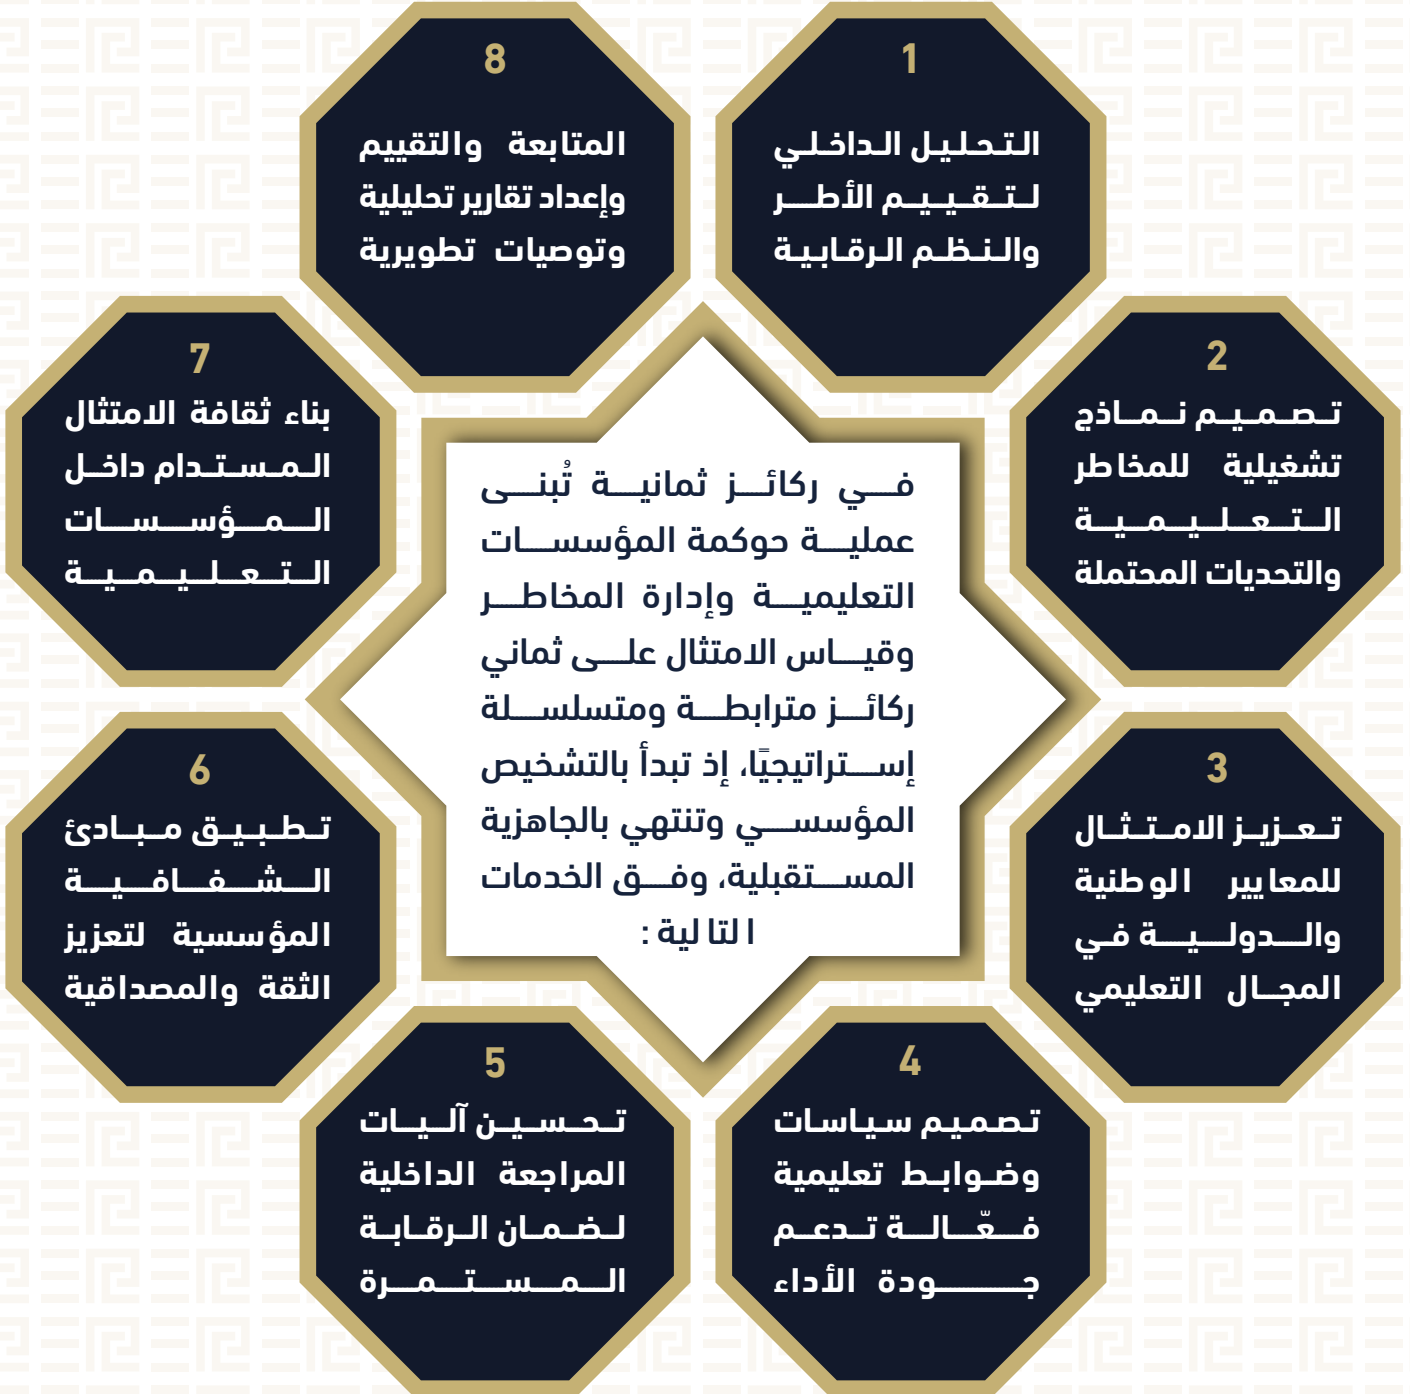 في ركائز ثمانية تُبنى
عملية حوكمة المؤسسات
التعليمية وإدارة المخاطر
وقياس الامتثال على ثماني
ركائز مترابطة ومتسلسلة
إستراتيجيًا، إذ تبدأ بالتشخيص
المؤسسي وتنتهي بالجاهزية
المستقبلية، وفق الخدمات
التالية:
1
التحليل الداخلي
لتقييم الأطر
والنظم الرقابية
2
تصميم نماذج
تشغيلية للمخاطر
التعليمية
والتحديات المحتملة
3
تعزيز الامتثال
للمعايير الوطنية
والدولية في
المجال التعليمي
4
تصميم سياسات
وضوابط تعليمية
فعّالة تدعم
جودة الأداء
5
تحسين آليات
المراجعة الداخلية
لضمان الرقابة
المستمرة
6
تطبيق مبادئ
الشفافية
المؤسسية لتعزيز
الثقة والمصداقية
7
بناء ثقافة الامتثال
المستدام داخل
المؤسسات
التعليمية
8
المتابعة والتقييم
وإعداد تقارير تحليلية
وتوصيات تطويرية